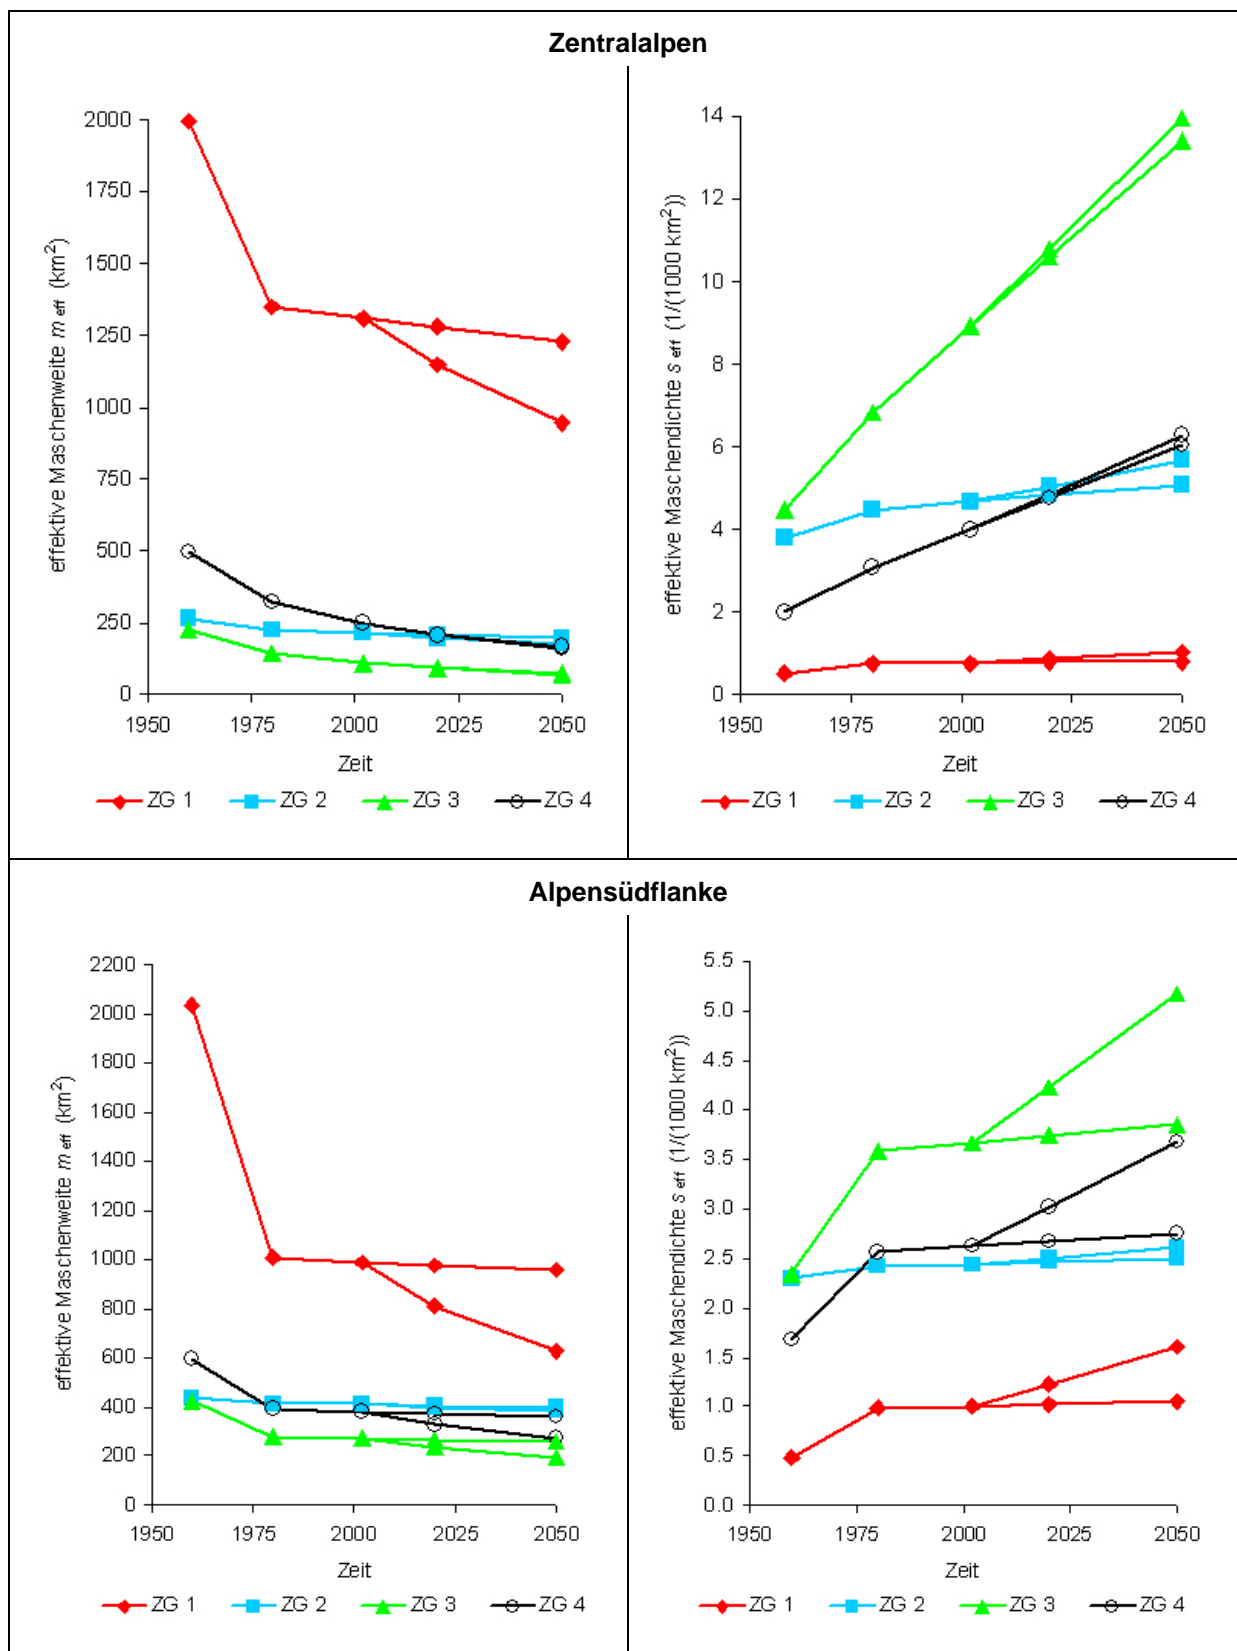 Zentralalpen
effektive Maschenweite m eff (km²)
2000
1750
1500
1250
1000
750
500
250
0
1950 1975 2000 2025 2050
Zeit
ZG 1 ZG 2 ZG 3 ZG 4
effektive Maschendichte s eff (1/(1000 km²))
14
12
10
8
6
4
2
0
1950 1975 2000 2025 2050
Zeit
ZG 1 ZG 2 ZG 3 ZG 4
Alpensüdflanke
effektive Maschenweite m eff (km²)
2200
2000
1800
1600
1400
1200
1000
800
600
400
200
0
1950 1975 2000 2025 2050
Zeit
ZG 1 ZG 2 ZG 3 ZG 4
effektive Maschendichte s eff (1/(1000 km²))
5.5
5.0
4.5
4.0
3.5
3.0
2.5
2.0
1.5
1.0
0.5
0.0
1950 1975 2000 2025 2050
Zeit
ZG 1 ZG 2 ZG 3 ZG 4